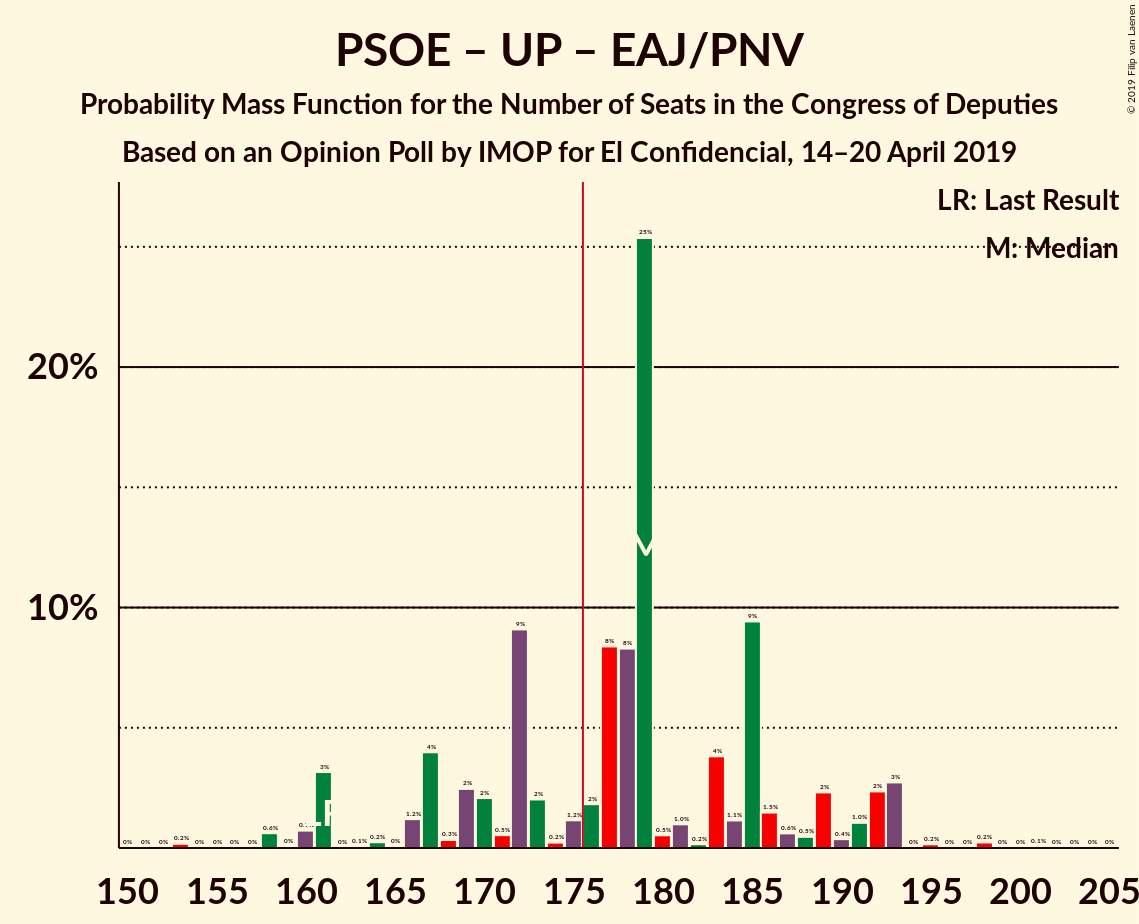 © 2019 Filip van Laenen
PSOE – UP – EAJ/PNV
Probability Mass Function for the Number of Seats in the Congress of Deputies
Based on an Opinion Poll by IMOP for El Confidencial, 14–20 April 2019
LR: Last Result
M: Median
20%
10%
0% 0% 0% 0.2% 0% 0% 0% 0% 0.6% 0% 3% 0% 0.1% 0.2% 0% 1.2% 4% 0.3% 2% 2% 0.5% 9% 2% 0.2% 1.2% 2% 8% 8% 25% 0.5% 1.0% 0.2% 4% 1.1% 9% 1.5% 0.6% 0.5% 2% 0.4% 1.0% 2% 3% 0% 0.2% 0% 0% 0.2% 0% 0% 0.1% 0% 0% 0% 0%
LR
M
150 155 160 165 170 175 180 185 190 195 200 205